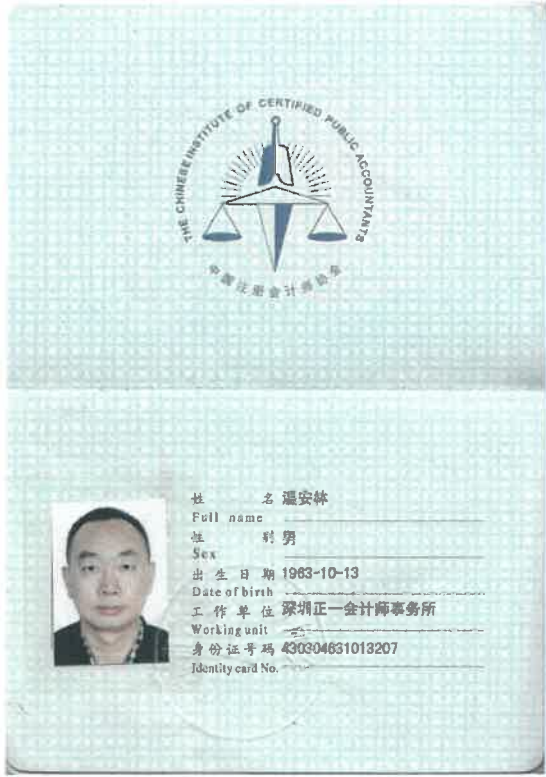 THE CHINESE INSTITUTE OF CERTIFIED PUBLIC ACCOUNTANTS
中国注册会计师协会
姓 名 温安林
Full name
性 别 男
Sex
出生日期 1963-10-13
Date of birth
工作单位 深圳正一会计师事务所
Working unit
身份证号码 430304631013207
Identity card No.